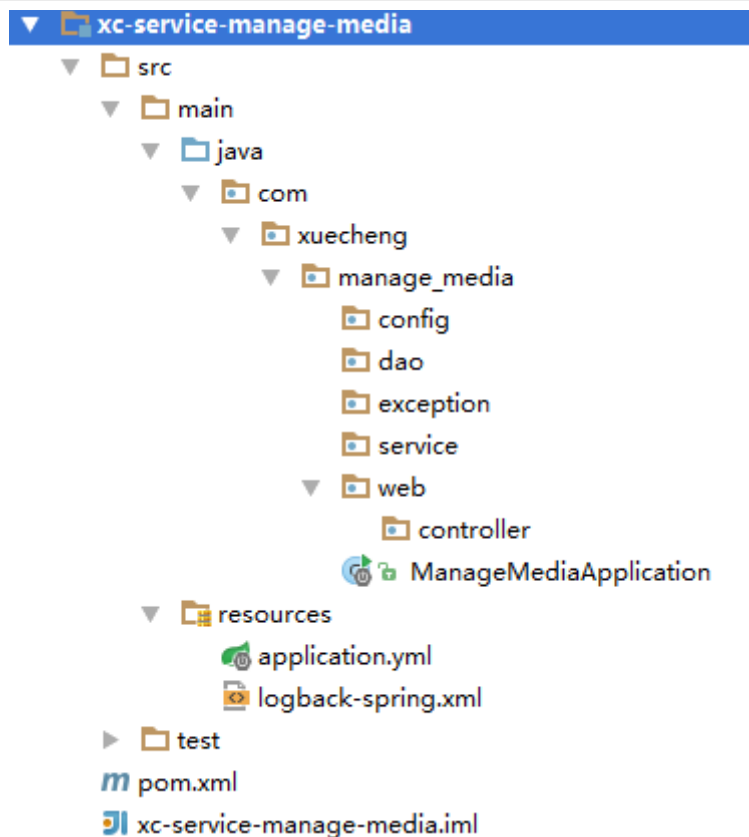 xc-service-manage-media
src
main
java
com
xuecheng
manage_media
config
dao
exception
service
web
controller
ManageMediaApplication
resources
application.yml
logback-spring.xml
test
pom.xml
xc-service-manage-media.iml